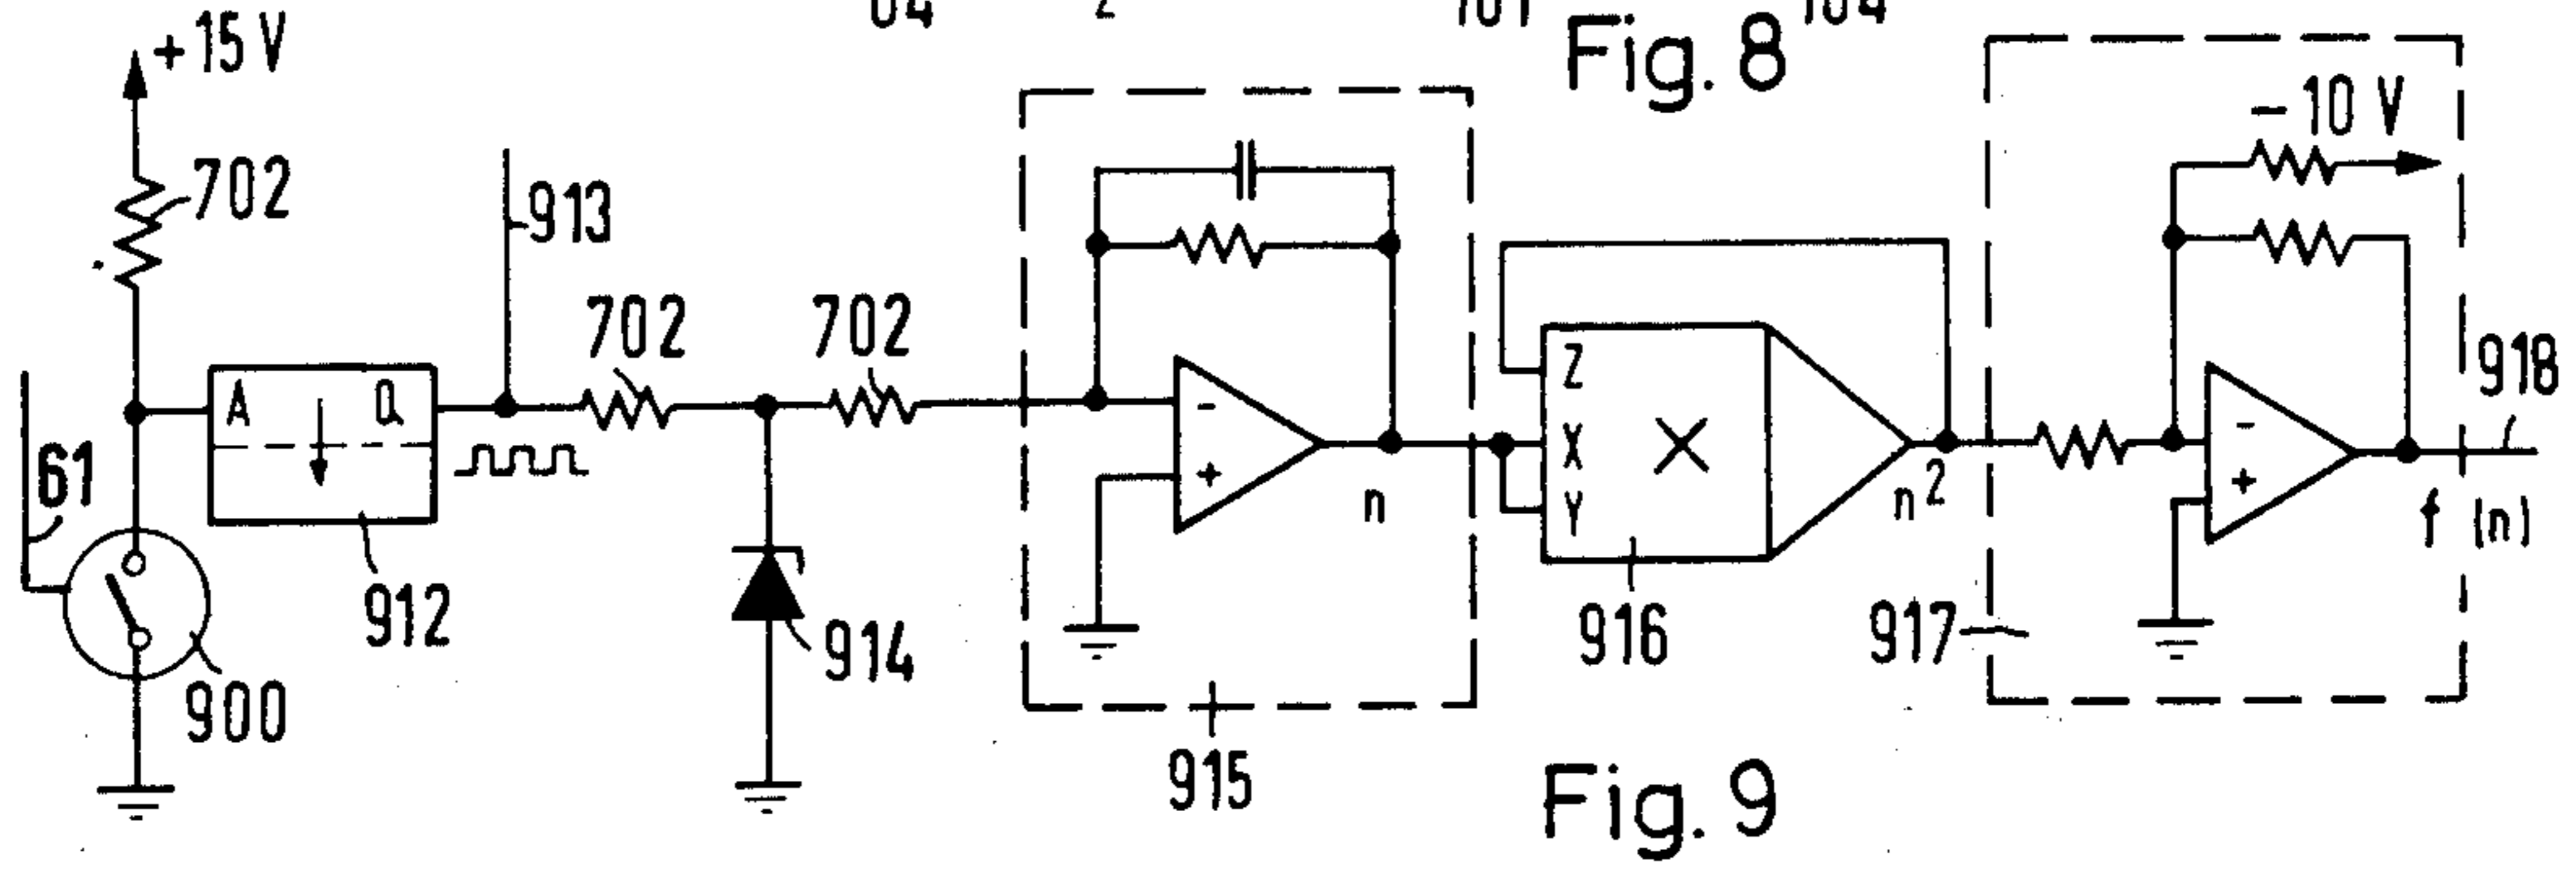 +15 V
Fig. 8
-10 V
702
913
702
702
918
A Q
Z
X
Y
-
+
n
n²
-
+
f (n)
61
912
900
914
915
916
917
Fig. 9